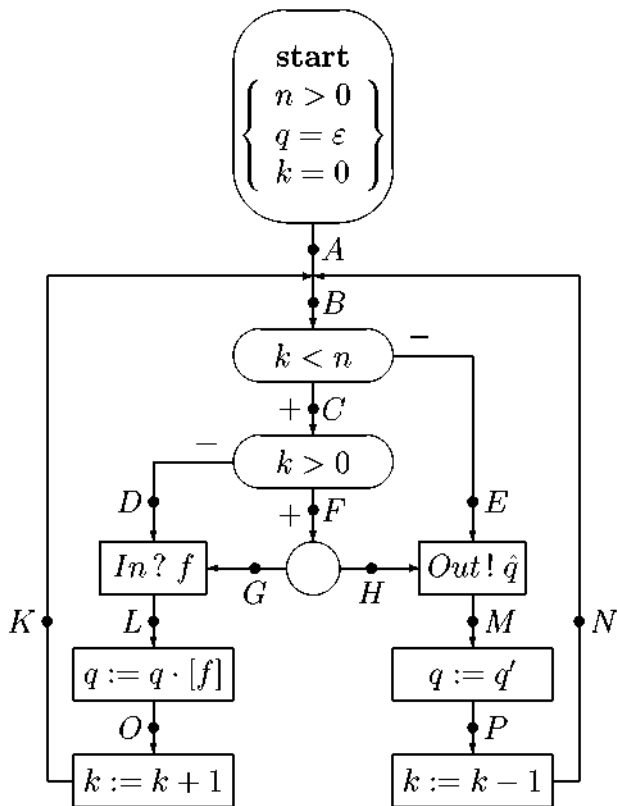 start
n > 0
q = ε
k = 0
A
B
k < n
−
+ C
−
k > 0
D
+ F
E
In ? f
G
H
Out ! q̂
K
L
M
N
q := q · [f]
q := q′
O
P
k := k + 1
k := k − 1